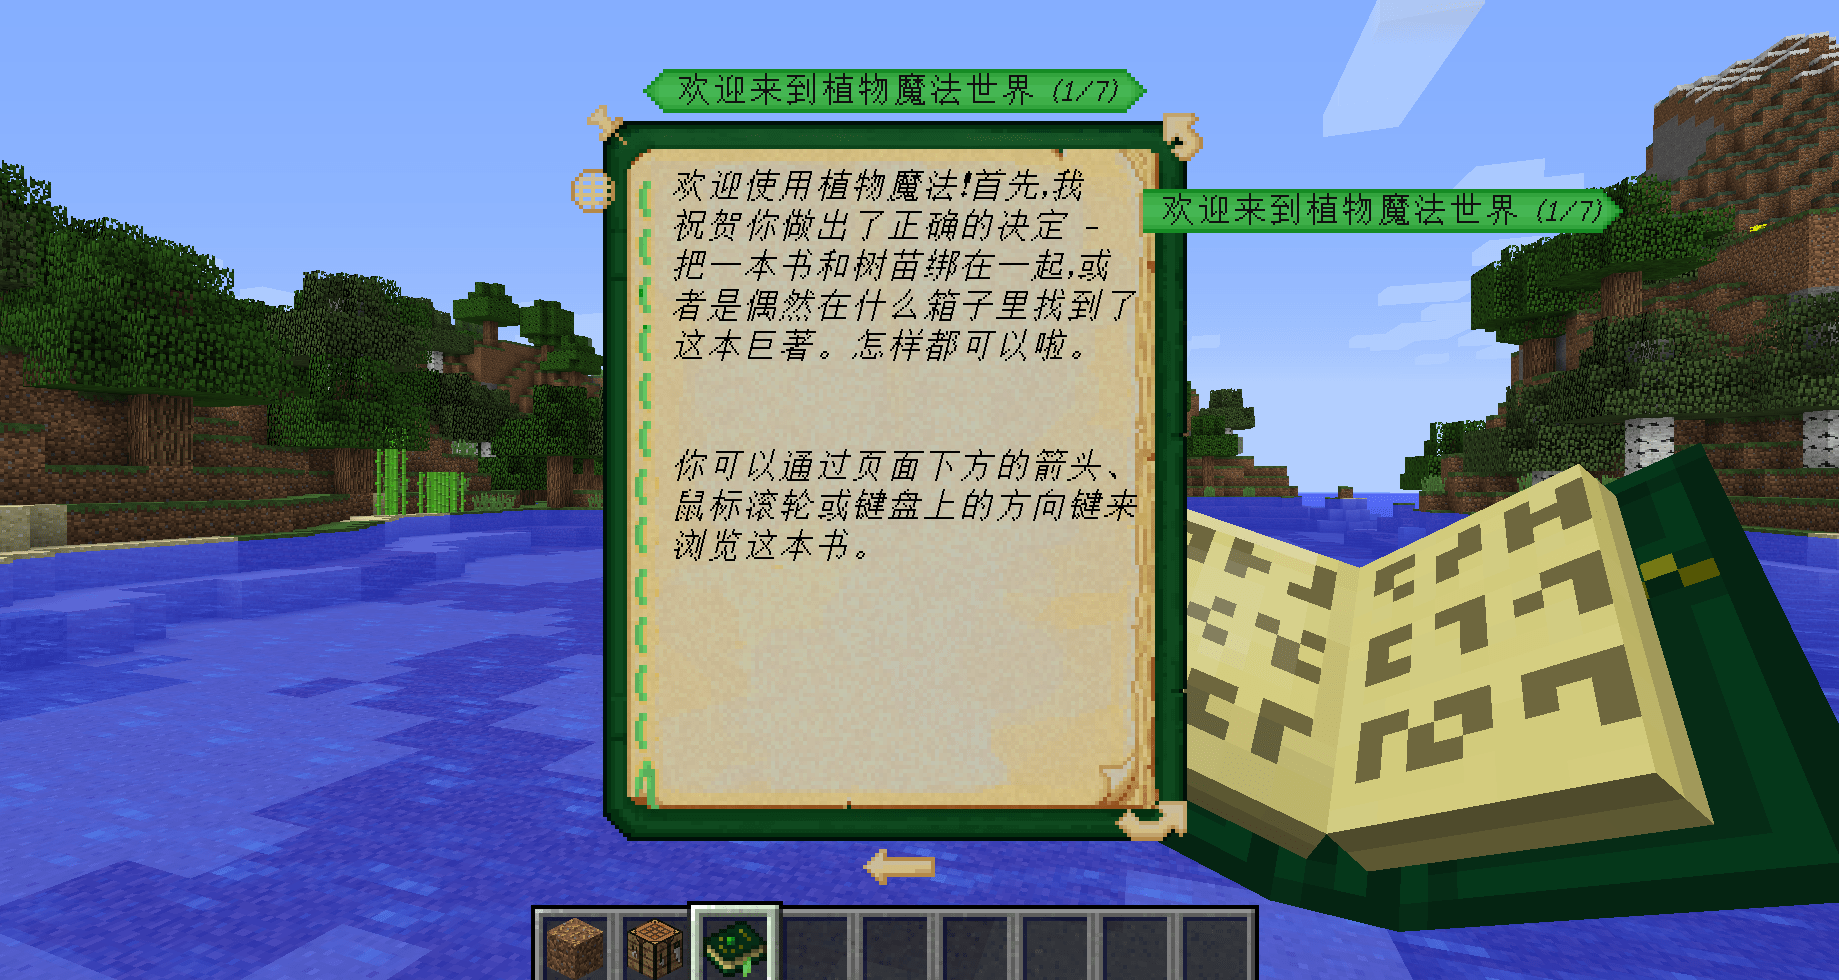 欢迎来到植物魔法世界 (1/7)
欢迎使用植物魔法!首先,我
祝贺你做出了正确的决定 -
把一本书和树苗绑在一起,或
者是偶然在什么箱子里找到了
这本巨著。怎样都可以啦。
你可以通过页面下方的箭头、
鼠标滚轮或键盘上的方向键来
浏览这本书。
欢迎来到植物魔法世界 (1/7)